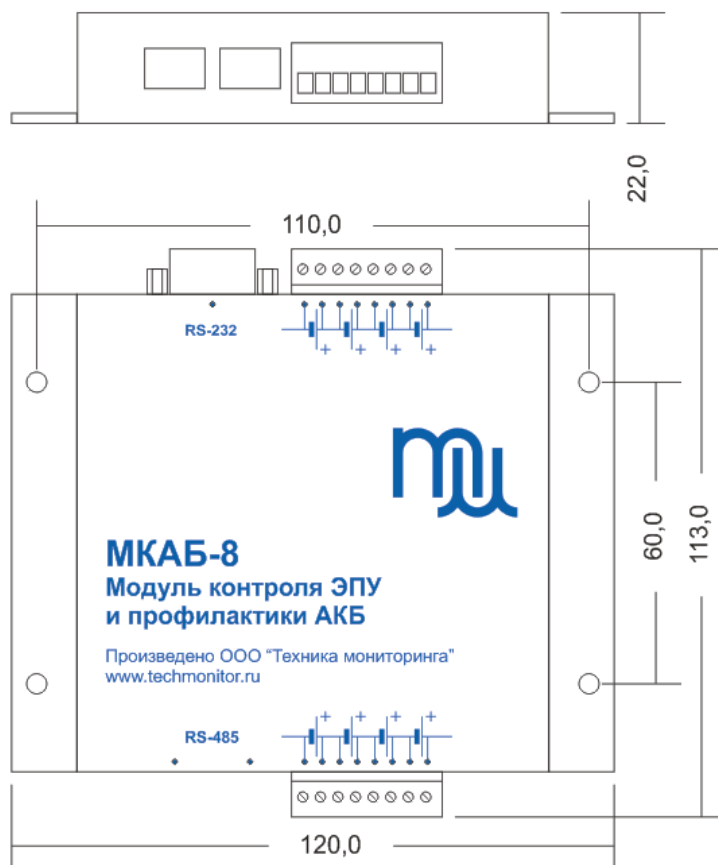 22,0
110,0
RS-232
+ + + +
60,0
113,0
МКАБ-8
Модуль контроля ЭПУ
и профилактики АКБ
Произведено ООО “Техника мониторинга”
www.techmonitor.ru
+ + + +
RS-485
120,0